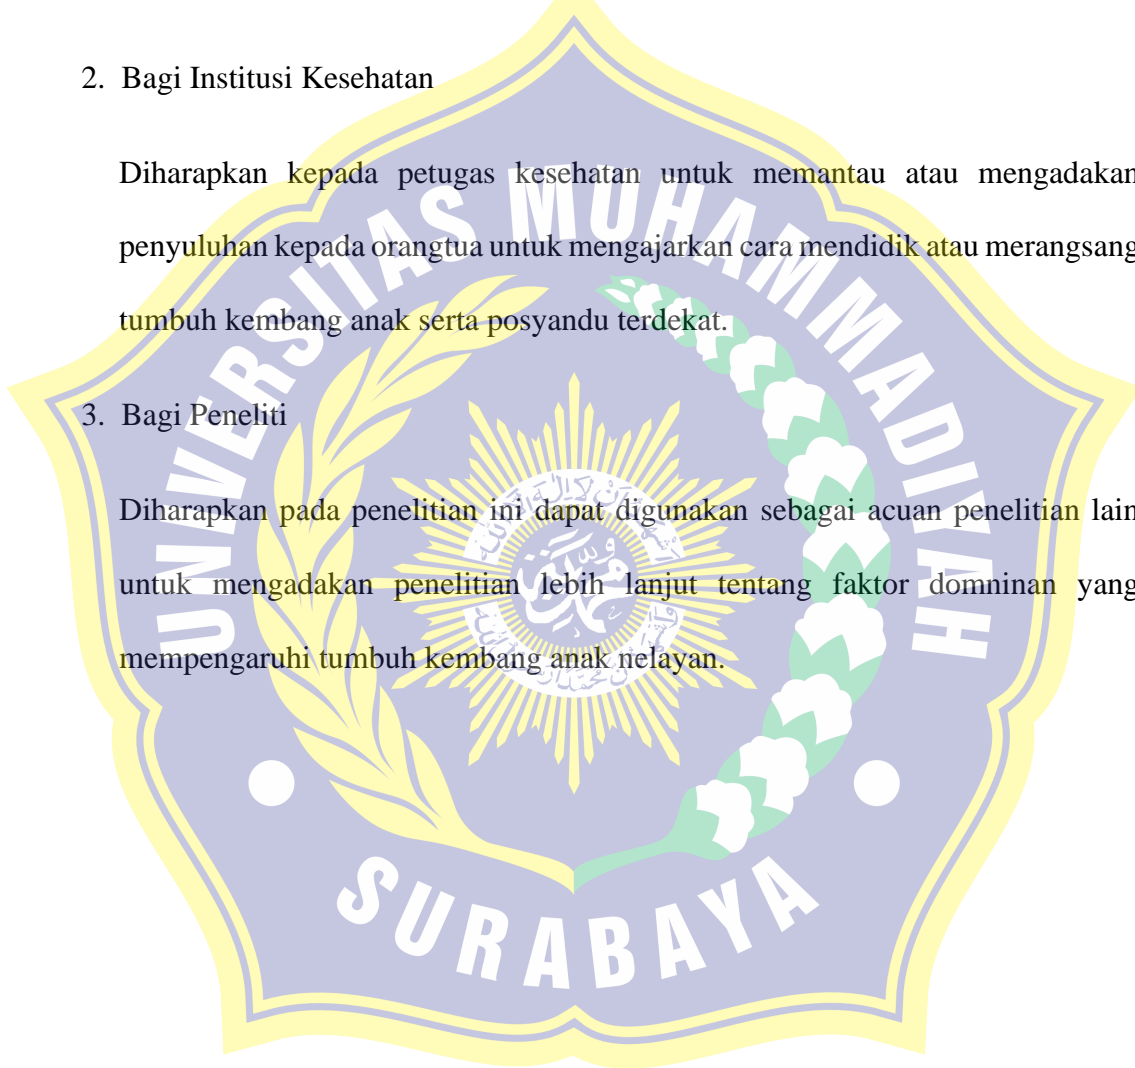 2. Bagi Institusi Kesehatan
Diharapkan kepada petugas kesehatan untuk memantau atau mengadakan
penyuluhan kepada orangtua untuk mengajarkan cara mendidik atau merangsang
tumbuh kembang anak serta posyandu terdekat.
3. Bagi Peneliti
Diharapkan pada penelitian ini dapat digunakan sebagai acuan penelitian lain
untuk mengadakan penelitian lebih lanjut tentang faktor domninan yang
mempengaruhi tumbuh kembang anak nelayan.
UNIVERSITAS MUHAMMADIYAH
SURABAYA